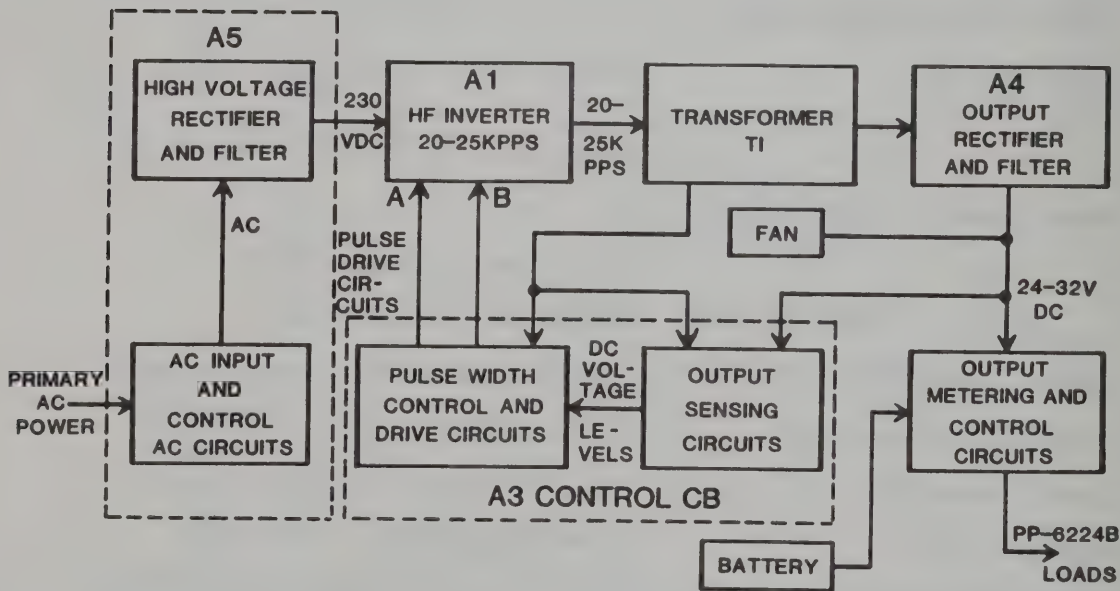 A5
HIGH VOLTAGE
RECTIFIER
AND FILTER
230
VDC
A1
HF INVERTER
20-25KPPS
20-
25K
PPS
TRANSFORMER
TI
A4
OUTPUT
RECTIFIER
AND FILTER
AC
A
B
PULSE
DRIVE
CIR-
CUITS
FAN
24-32V
DC
PRIMARY
AC
POWER
AC INPUT
AND
CONTROL
AC CIRCUITS
PULSE WIDTH
CONTROL AND
DRIVE CIRCUITS
DC
VOL-
TAGE
LE-
VELS
OUTPUT
SENSING
CIRCUITS
OUTPUT
METERING AND
CONTROL
CIRCUITS
A3 CONTROL CB
BATTERY
PP-6224B
LOADS